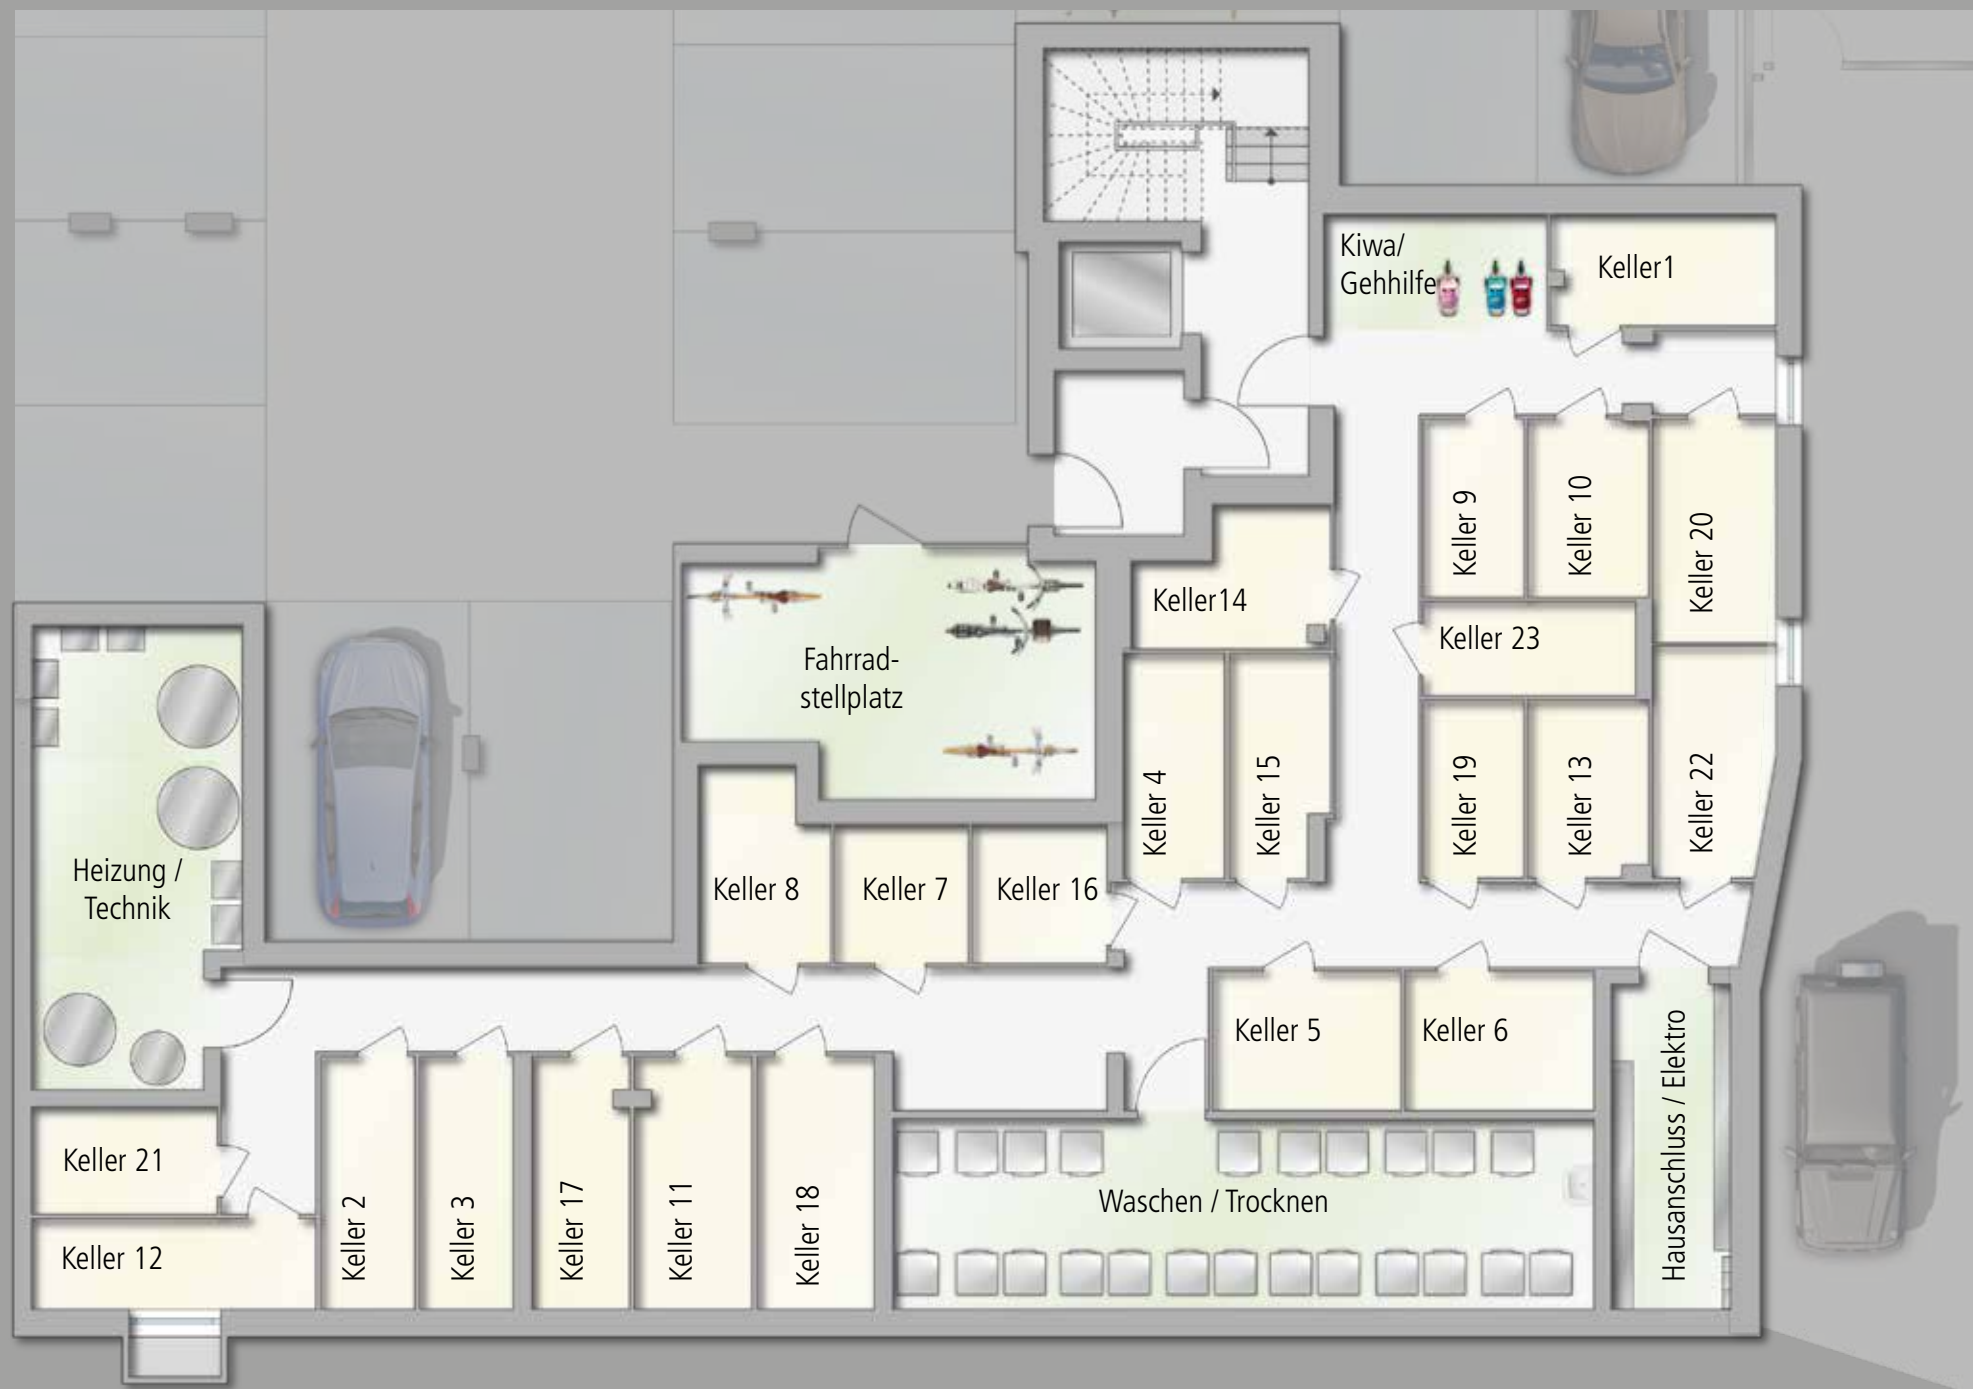 Kiwa/
Gehhilfe
Keller1
Keller 9
Keller 10
Keller 20
Keller14
Keller 23
Fahrrad-
stellplatz
Keller 4
Keller 15
Keller 19
Keller 13
Keller 22
Heizung /
Technik
Keller 8
Keller 7
Keller 16
Keller 5
Keller 6
Hausanschluss / Elektro
Keller 21
Keller 12
Keller 2
Keller 3
Keller 17
Keller 11
Keller 18
Waschen / Trocknen